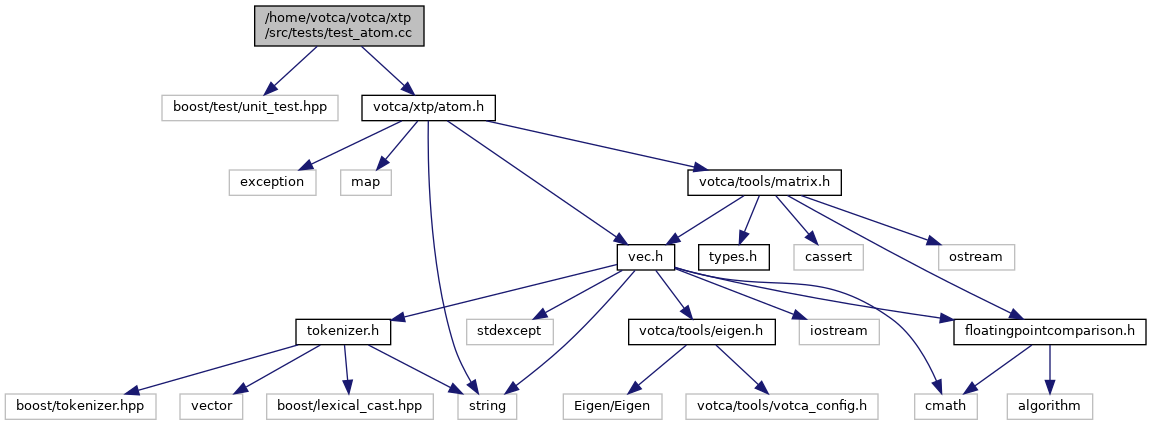 /home/votca/votca/xtp
/src/tests/test_atom.cc
boost/test/unit_test.hpp
votca/xtp/atom.h
exception
map
votca/tools/matrix.h
vec.h
types.h
cassert
ostream
tokenizer.h
stdexcept
votca/tools/eigen.h
iostream
floatingpointcomparison.h
boost/tokenizer.hpp
vector
boost/lexical_cast.hpp
string
Eigen/Eigen
votca/tools/votca_config.h
cmath
algorithm